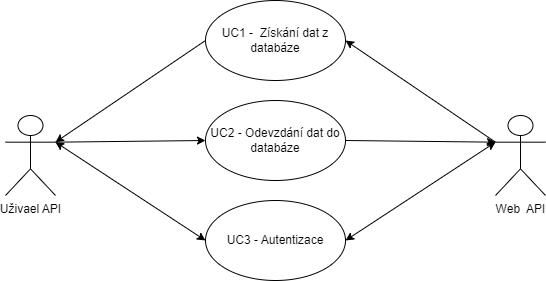 UC1 - Získání dat z
databáze
UC2 - Odevzdání dat do
databáze
Uživael API
Web API
UC3 - Autentizace